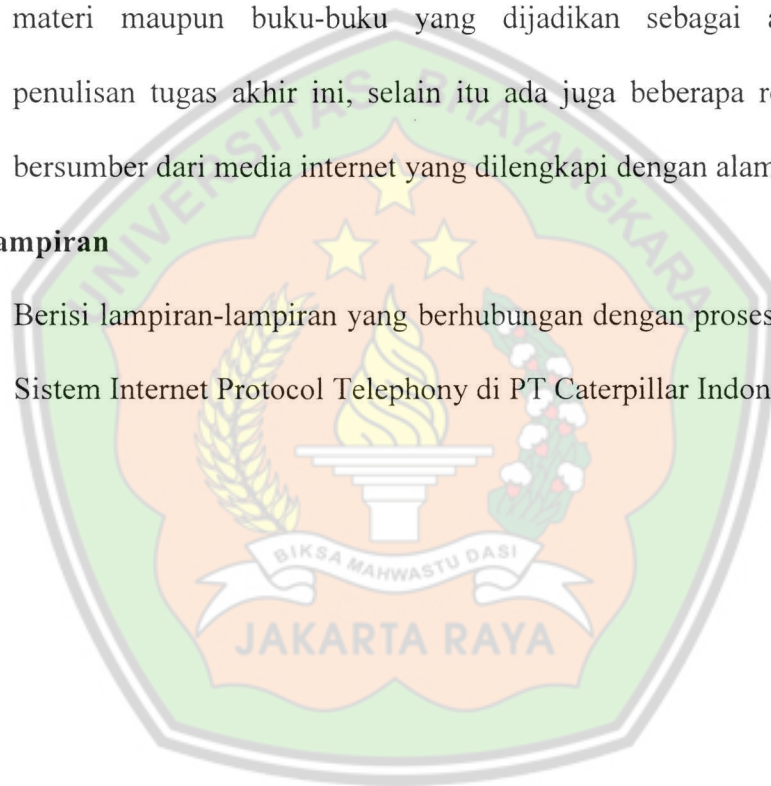 materi maupun buku-buku yang dijadikan sebagai
penulisan tugas akhir ini, selain itu ada juga beberapa
bersumber dari media internet yang dilengkapi dengan
ampiran
Berisi lampiran-lampiran yang berhubungan dengan proses
Sistem Internet Protocol Telephony di PT Caterpillar
UNIVERSITAS BHAYANGKARA
BIKSA MAHWASTU DASI
JAKARTA RAYA